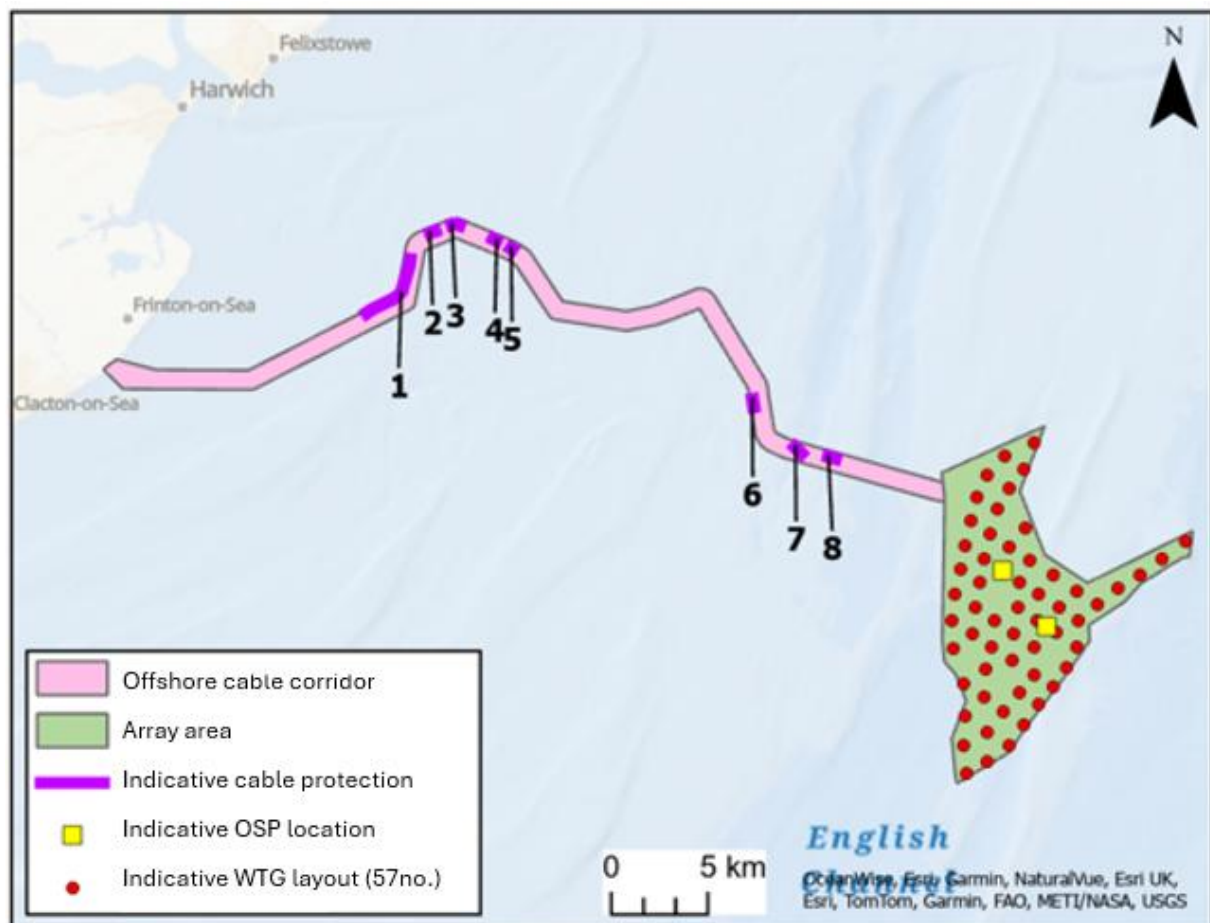 Felixstowe
N
Harwich
Frinton-on-Sea
Clacton-on-Sea
1
2
3
4
5
6
7
8
Offshore cable corridor
Array area
Indicative cable protection
Indicative OSP location
Indicative WTG layout (57no.)
0 5 km
English
Channel
OceanWise, Esri, Garmin, NaturalVue, Esri UK,
Esri, TomTom, Garmin, FAO, METI/NASA, USGS